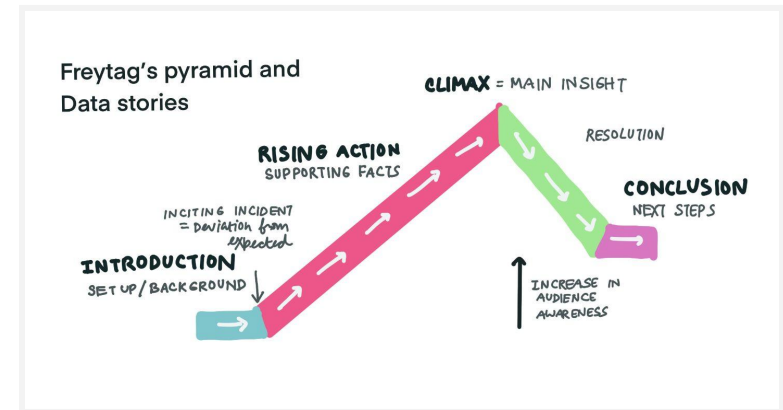 Freytag's pyramid and
Data stories
CLIMAX = MAIN INSIGHT
RESOLUTION
RISING ACTION
SUPPORTING FACTS
CONCLUSION
NEXT STEPS
INCITING INCIDENT
= Deviation from
expected
INTRODUCTION
SET UP/BACKGROUND
INCREASE IN
AUDIENCE
AWARENESS